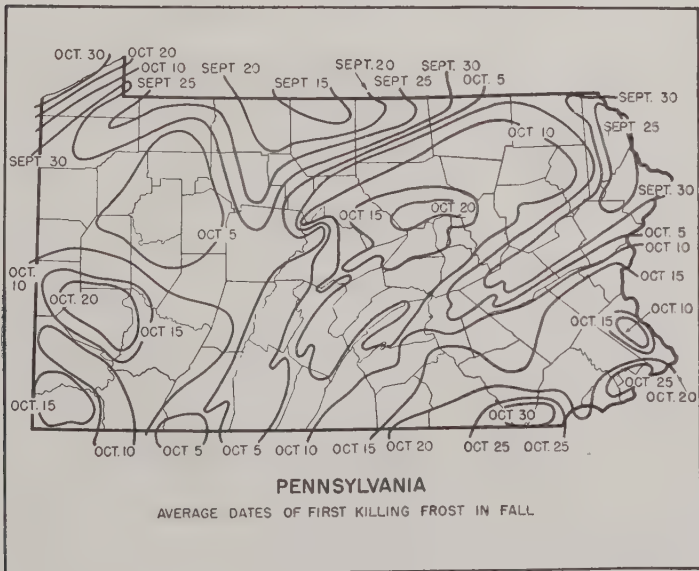 OCT. 30
OCT 20
OCT 10
SEPT 25
SEPT 20
SEPT 15
SEPT.20
SEPT 25
SEPT. 30
OCT. 5
SEPT. 30
SEPT 25
OCT 10
SEPT 30
SEPT.30
OCT 5
OCT 15
OCT 20
OCT. 5
OCT 10
OCT 15
OCT. 10
OCT. 20
OCT 15
OCT 15
OCT 10
OCT 25
OCT. 20
OCT. 15
OCT. 30
OCT.10
OCT 5
OCT 5
OCT 10
OCT 15
OCT 20
OCT 25
OCT 25
PENNSYLVANIA
AVERAGE DATES OF FIRST KILLING FROST IN FALL